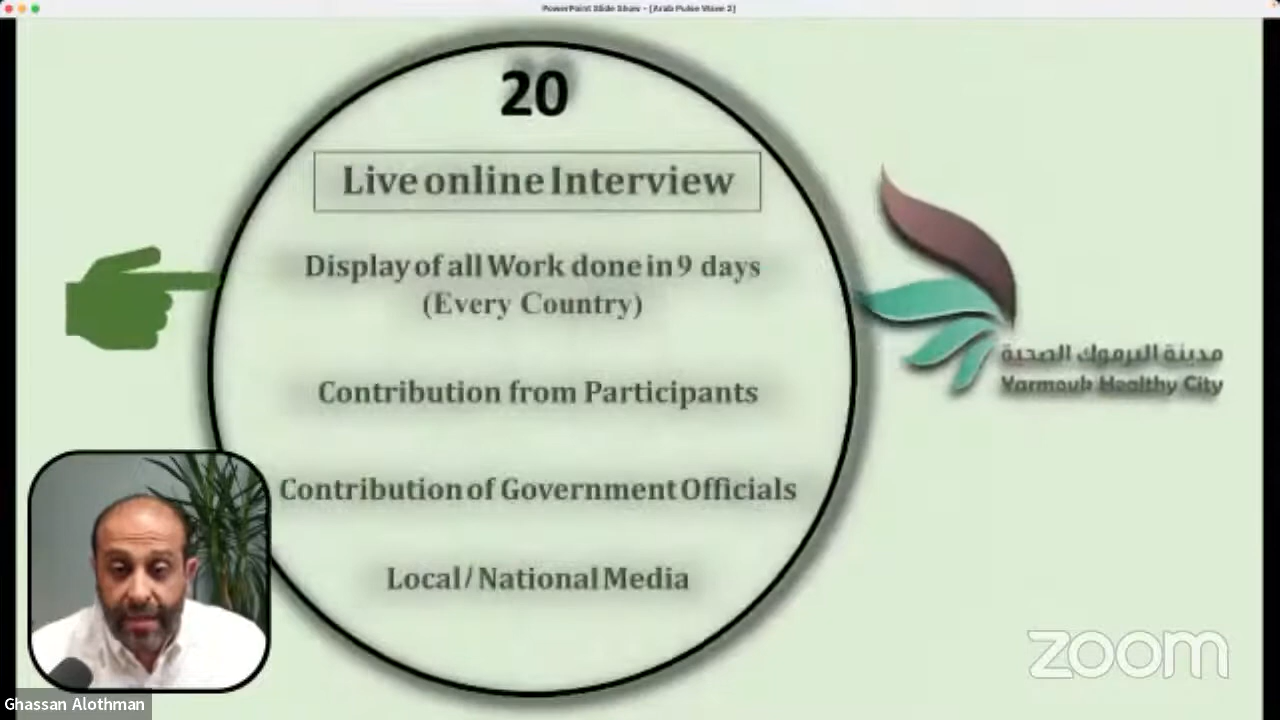 PowerPoint Slide Show - [Arab Pulse Wave 2]
20
Live online Interview
Display of all Work done in 9 days
(Every Country)
Contribution from Participants
Contribution of Government Officials
Local / National Media
مدينة اليرموك الصحية
Yarmouk Healthy City
zoom
Ghassan Alothman